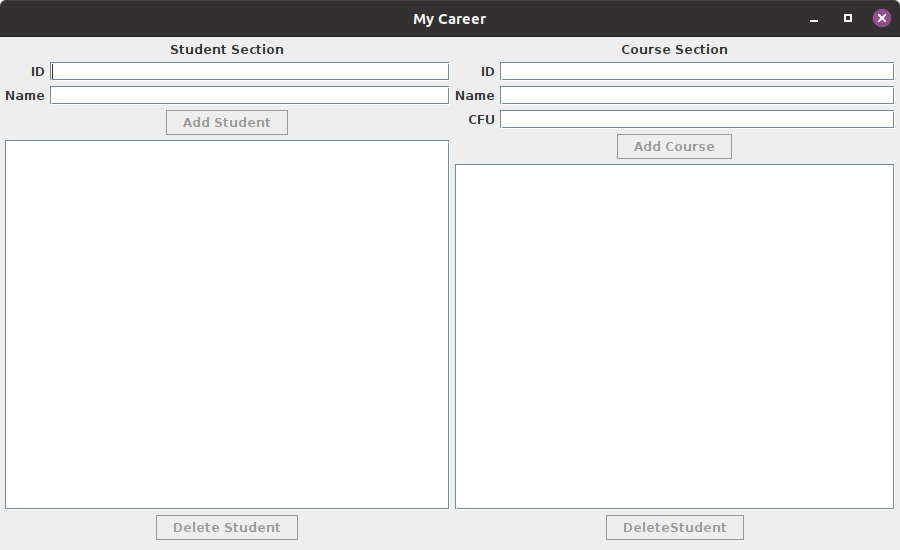 My Career
Student Section
ID
Name
Add Student
Delete Student
Course Section
ID
Name
CFU
Add Course
DeleteStudent